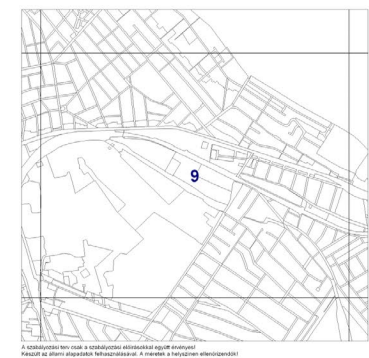 9
A szabályozási terv csak a szabályozási előírásokkal együtt érvényes!
Készült az állami alapadatok felhasználásával. A méretek a helyszínen ellenőrizendők!